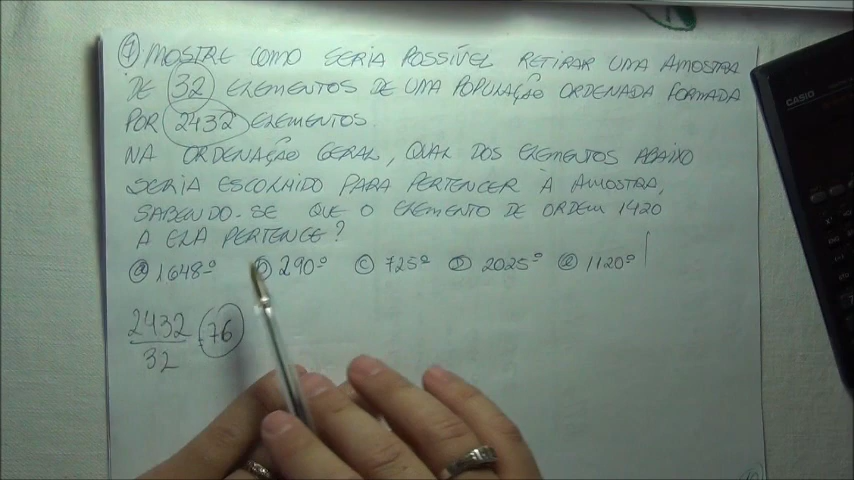 ① MOSTRE COMO SERIA POSSÍVEL RETIRAR UMA AMOSTRA
DE 32 ELEMENTOS DE UMA POPULAÇÃO ORDENADA FORMADA
POR 2432 ELEMENTOS.
NA ORDENAÇÃO GERAL, QUAL DOS ELEMENTOS ABAIXO
SERIA ESCOLHIDO PARA PERTENCER À AMOSTRA,
SABENDO-SE QUE O ELEMENTO DE ORDEM 1420
A ELA PERTENCE?
ⓐ 1648º ⓑ 290º ⓒ 725º ⓓ 2025º ⓔ 1120º
2432
32
= 76
CASIO